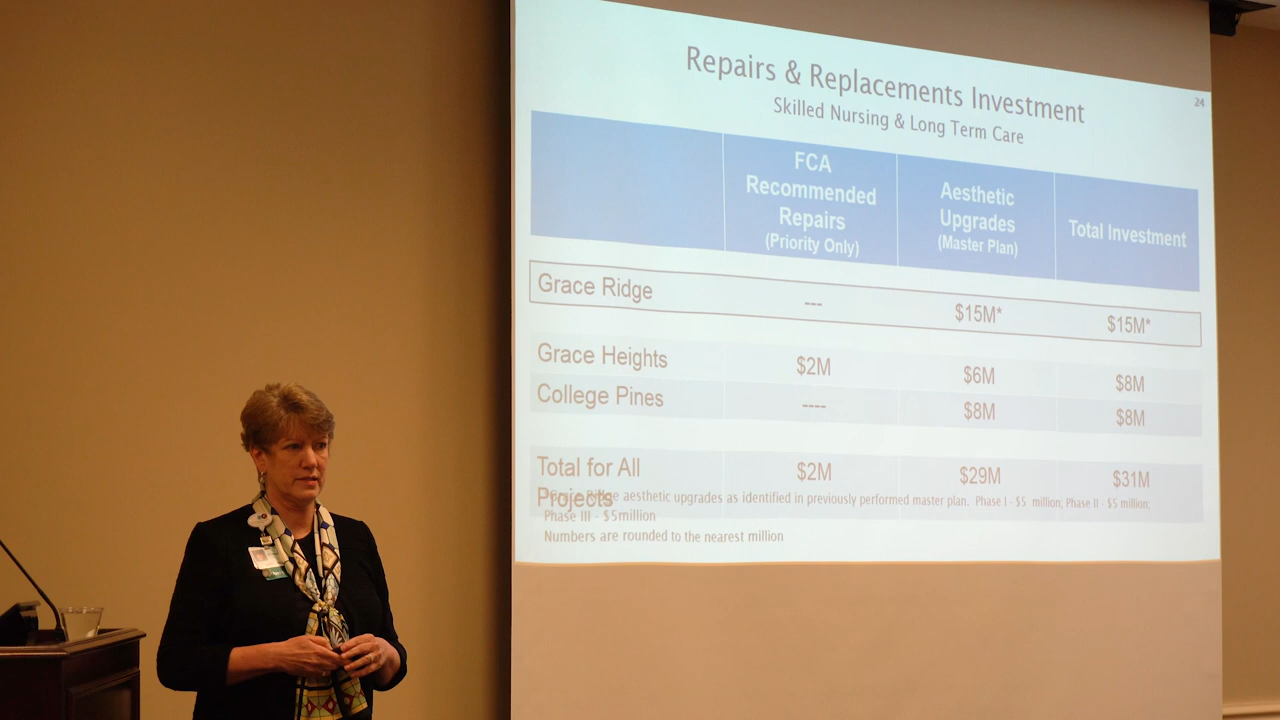 Repairs & Replacements Investment
24
Skilled Nursing & Long Term Care
FCA
Recommended
Repairs
(Priority Only)
Aesthetic
Upgrades
(Master Plan)
Total Investment
Grace Ridge --- $15M* $15M*
Grace Heights $2M $6M $8M
College Pines ---- $8M $8M
Total for All
Projects
$2M $29M $31M
*Grace Ridge aesthetic upgrades as identified in previously performed master plan. Phase I - $5 million; Phase II - $5 million;
Phase III - $5million
Numbers are rounded to the nearest million